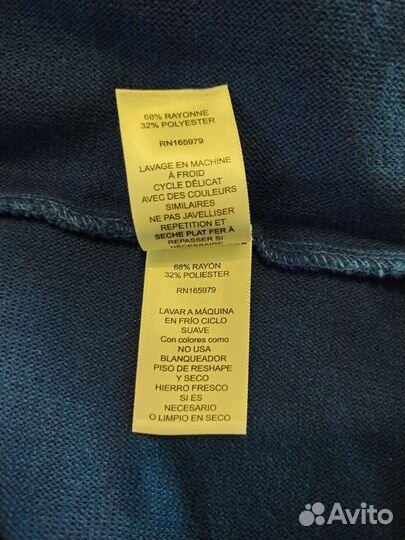 68% RAYONNE
32% POLYESTER
RN165979
LAVAGE EN MACHINE
À FROID
CYCLE DÉLICAT
AVEC DES COULEURS
SIMILAIRES
NE PAS JAVELLISER
REPETITION ET
SECHE PLAT FER À
REPASSER SI
NÉCESSAIRE
68% RAYON
32% POLIESTER
RN165979
LAVAR A MÁQUINA
EN FRÍO CICLO
SUAVE
Con colores como
NO USA
BLANQUEADOR
PISO DE RESHAPE
Y SECO
HIERRO FRESCO
SI ES
NECESARIO
O LIMPIO EN SECO
Avito